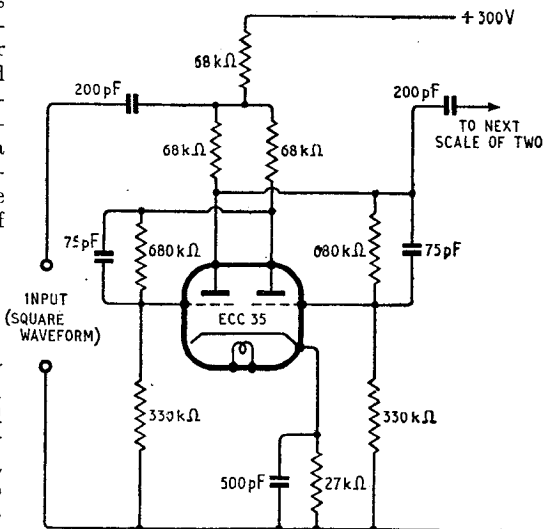 + 300V
68kΩ
200pF
200pF
TO NEXT
SCALE OF TWO
68kΩ
68kΩ
75pF
680kΩ
680kΩ
75pF
INPUT
(SQUARE
WAVEFORM)
ECC 35
330kΩ
330kΩ
500pF
27kΩ